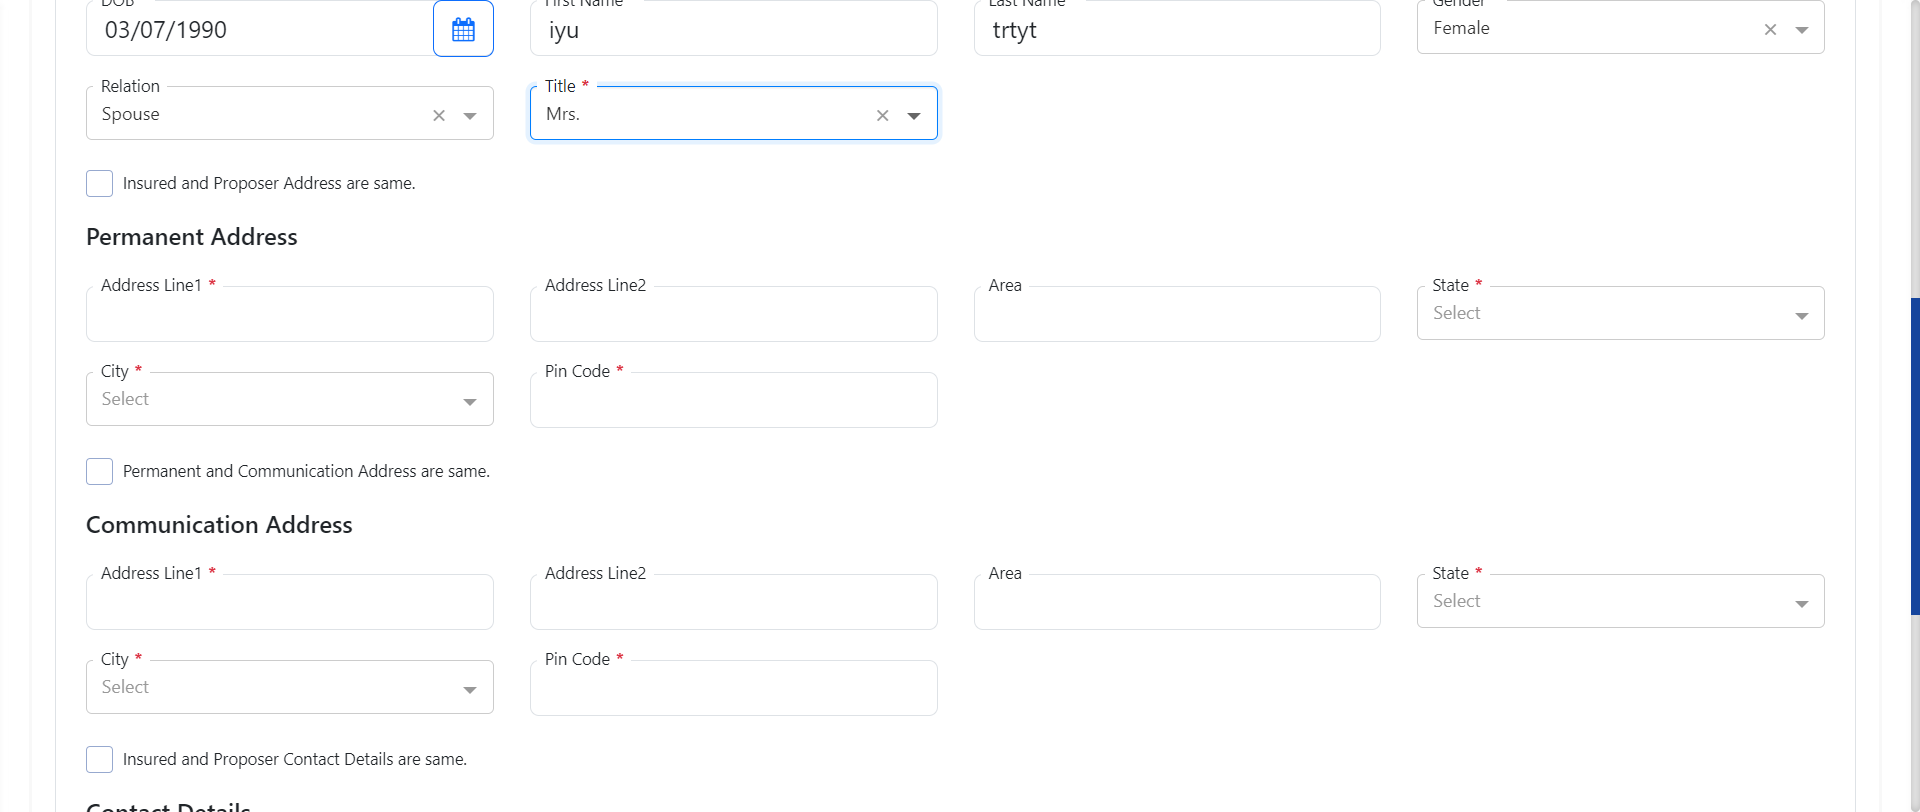 DOB First Name Last Name Gender
03/07/1990 iyu trtyt Female
Relation Title *
Spouse Mrs.
Insured and Proposer Address are same.
Permanent Address
Address Line1 * Address Line2 Area State *
Select
City * Pin Code *
Select
Permanent and Communication Address are same.
Communication Address
Address Line1 * Address Line2 Area State *
Select
City * Pin Code *
Select
Insured and Proposer Contact Details are same.
Contact Details